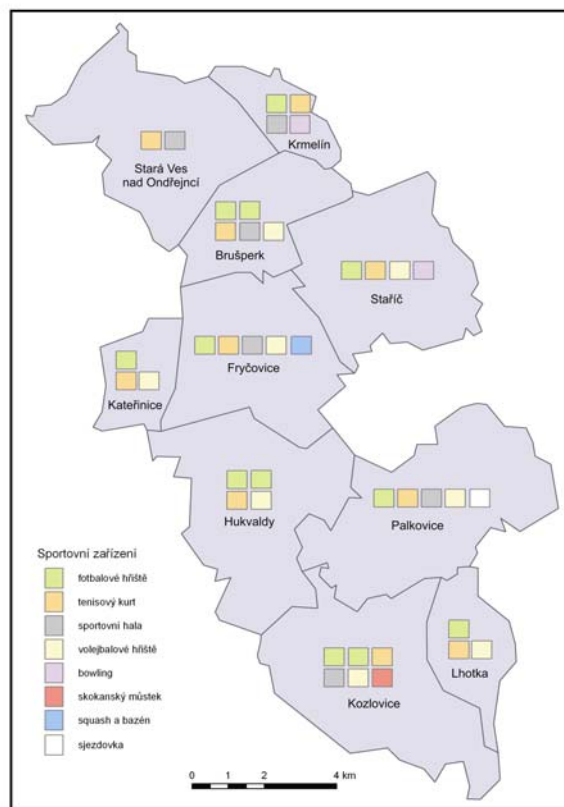 Krmelín
Stará Ves
nad Ondřejncí
Brušperk
Staříč
Fryčovice
Kateřinice
Hukvaldy
Palkovice
Lhotka
Kozlovice
Sportovní zařízení
fotbalové hřiště
tenisový kurt
sportovní hala
volejbalové hřiště
bowling
skokanský můstek
squash a bazén
sjezdovka
0 1 2 4 km